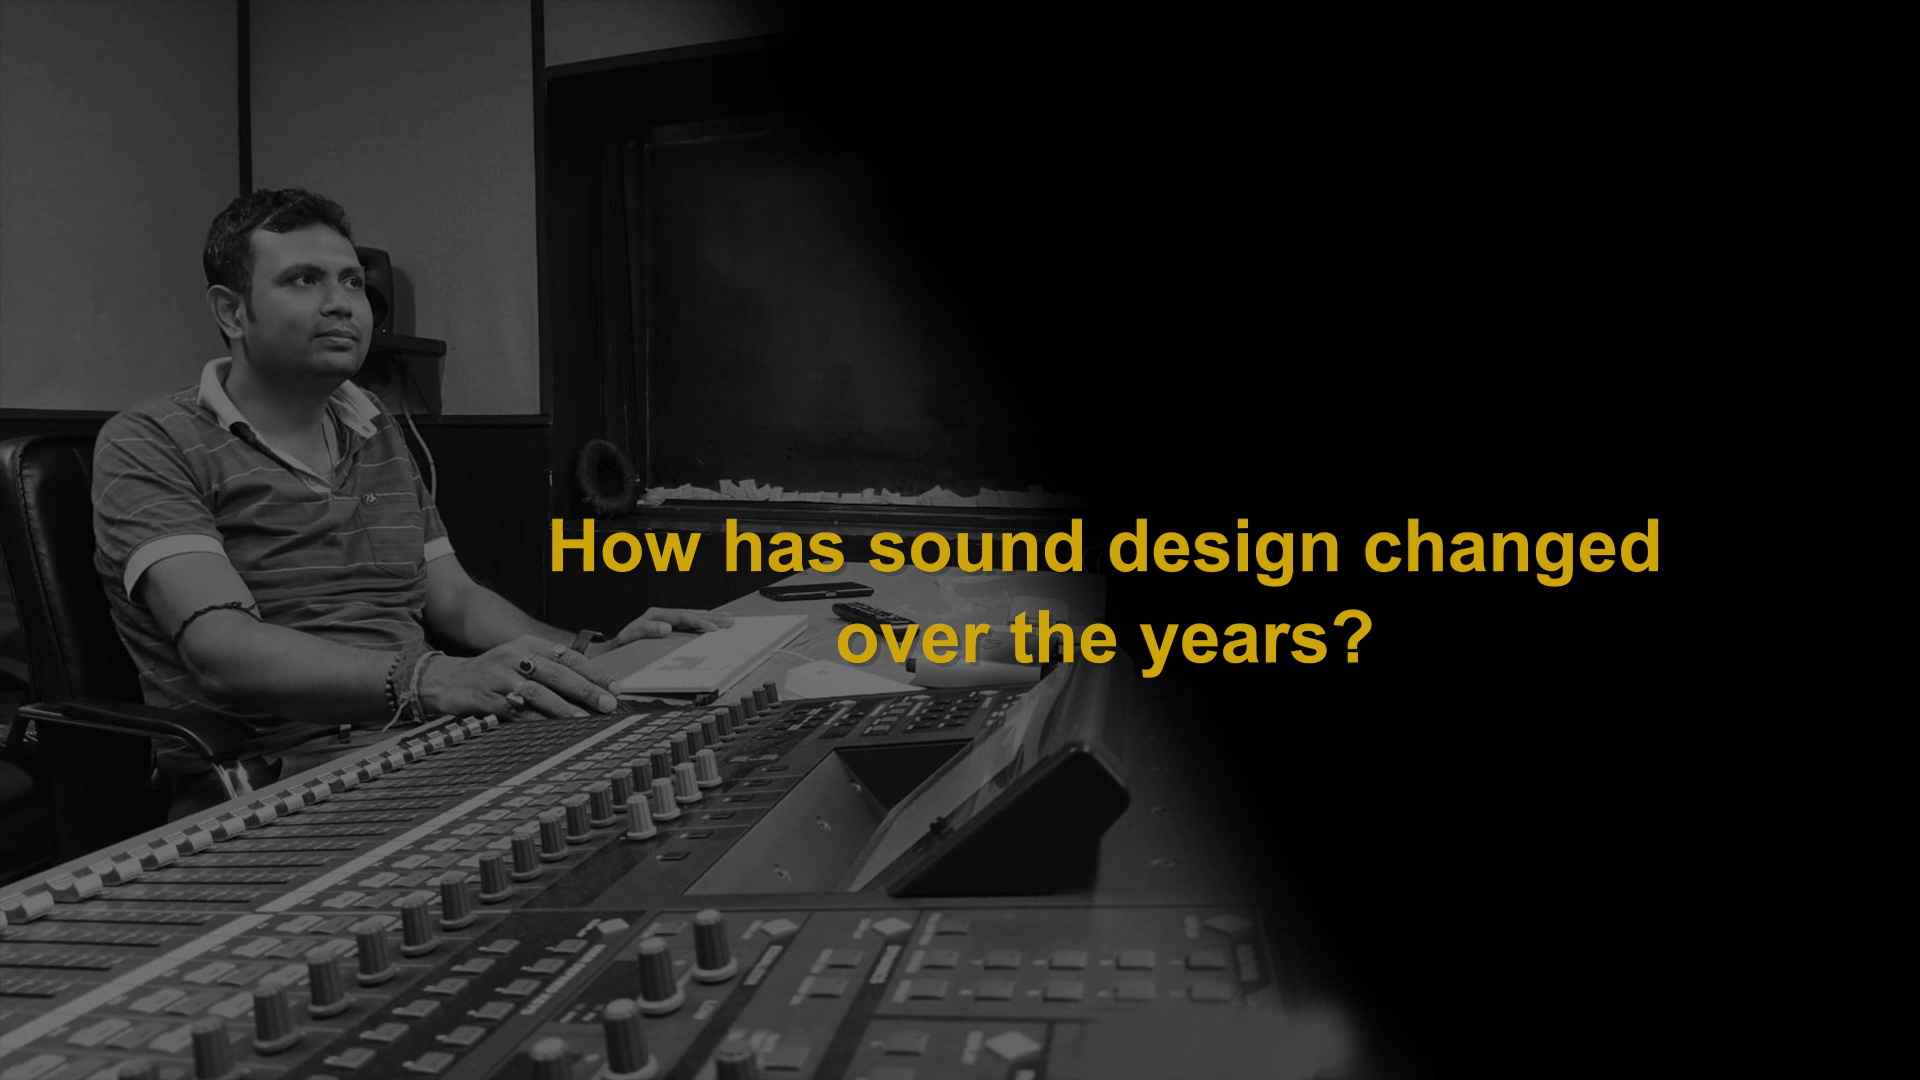 How has sound design changed
over the years?